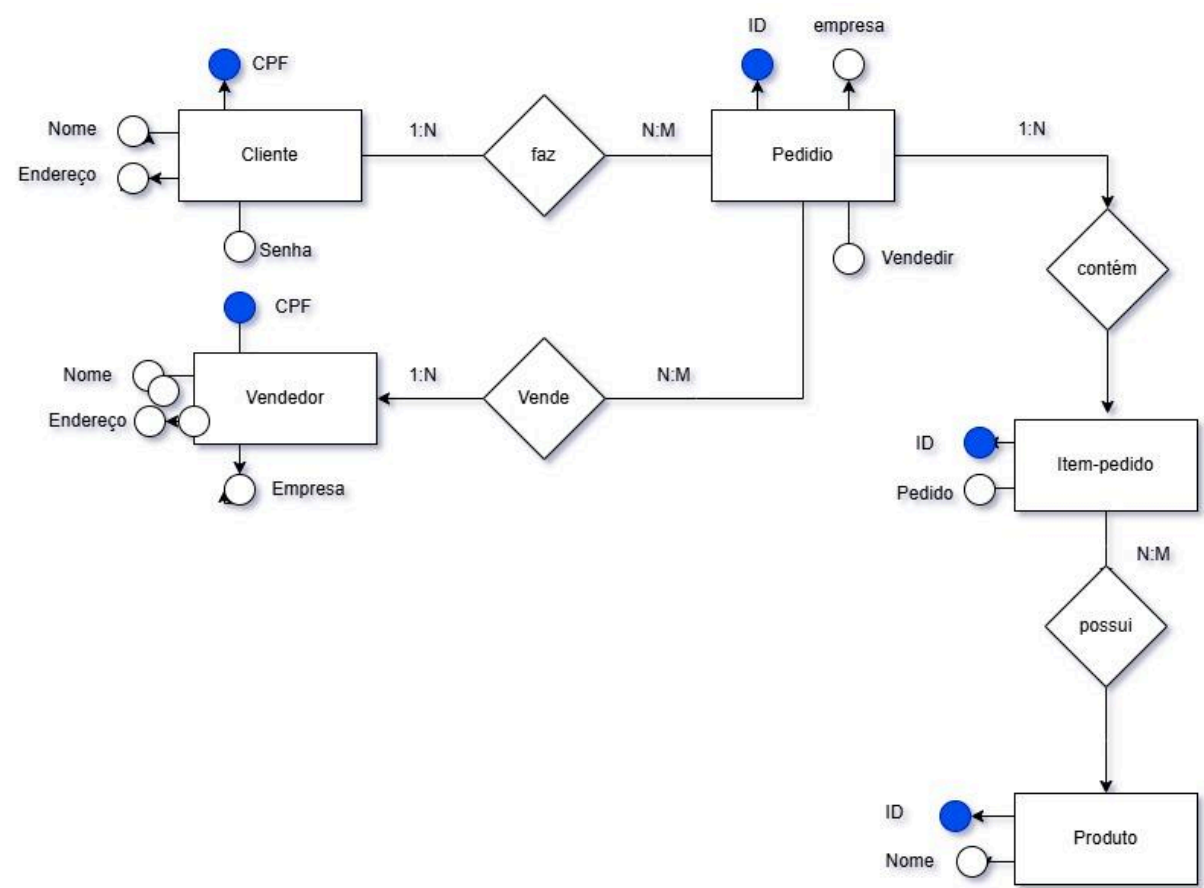 ID
empresa
CPF
Nome
1:N
N:M
1:N
Cliente
faz
Pedidio
Endereço
Senha
Vendedir
contém
CPF
Nome
1:N
N:M
Vendedor
Vende
Endereço
ID
Item-pedido
Empresa
Pedido
N:M
possui
ID
Produto
Nome